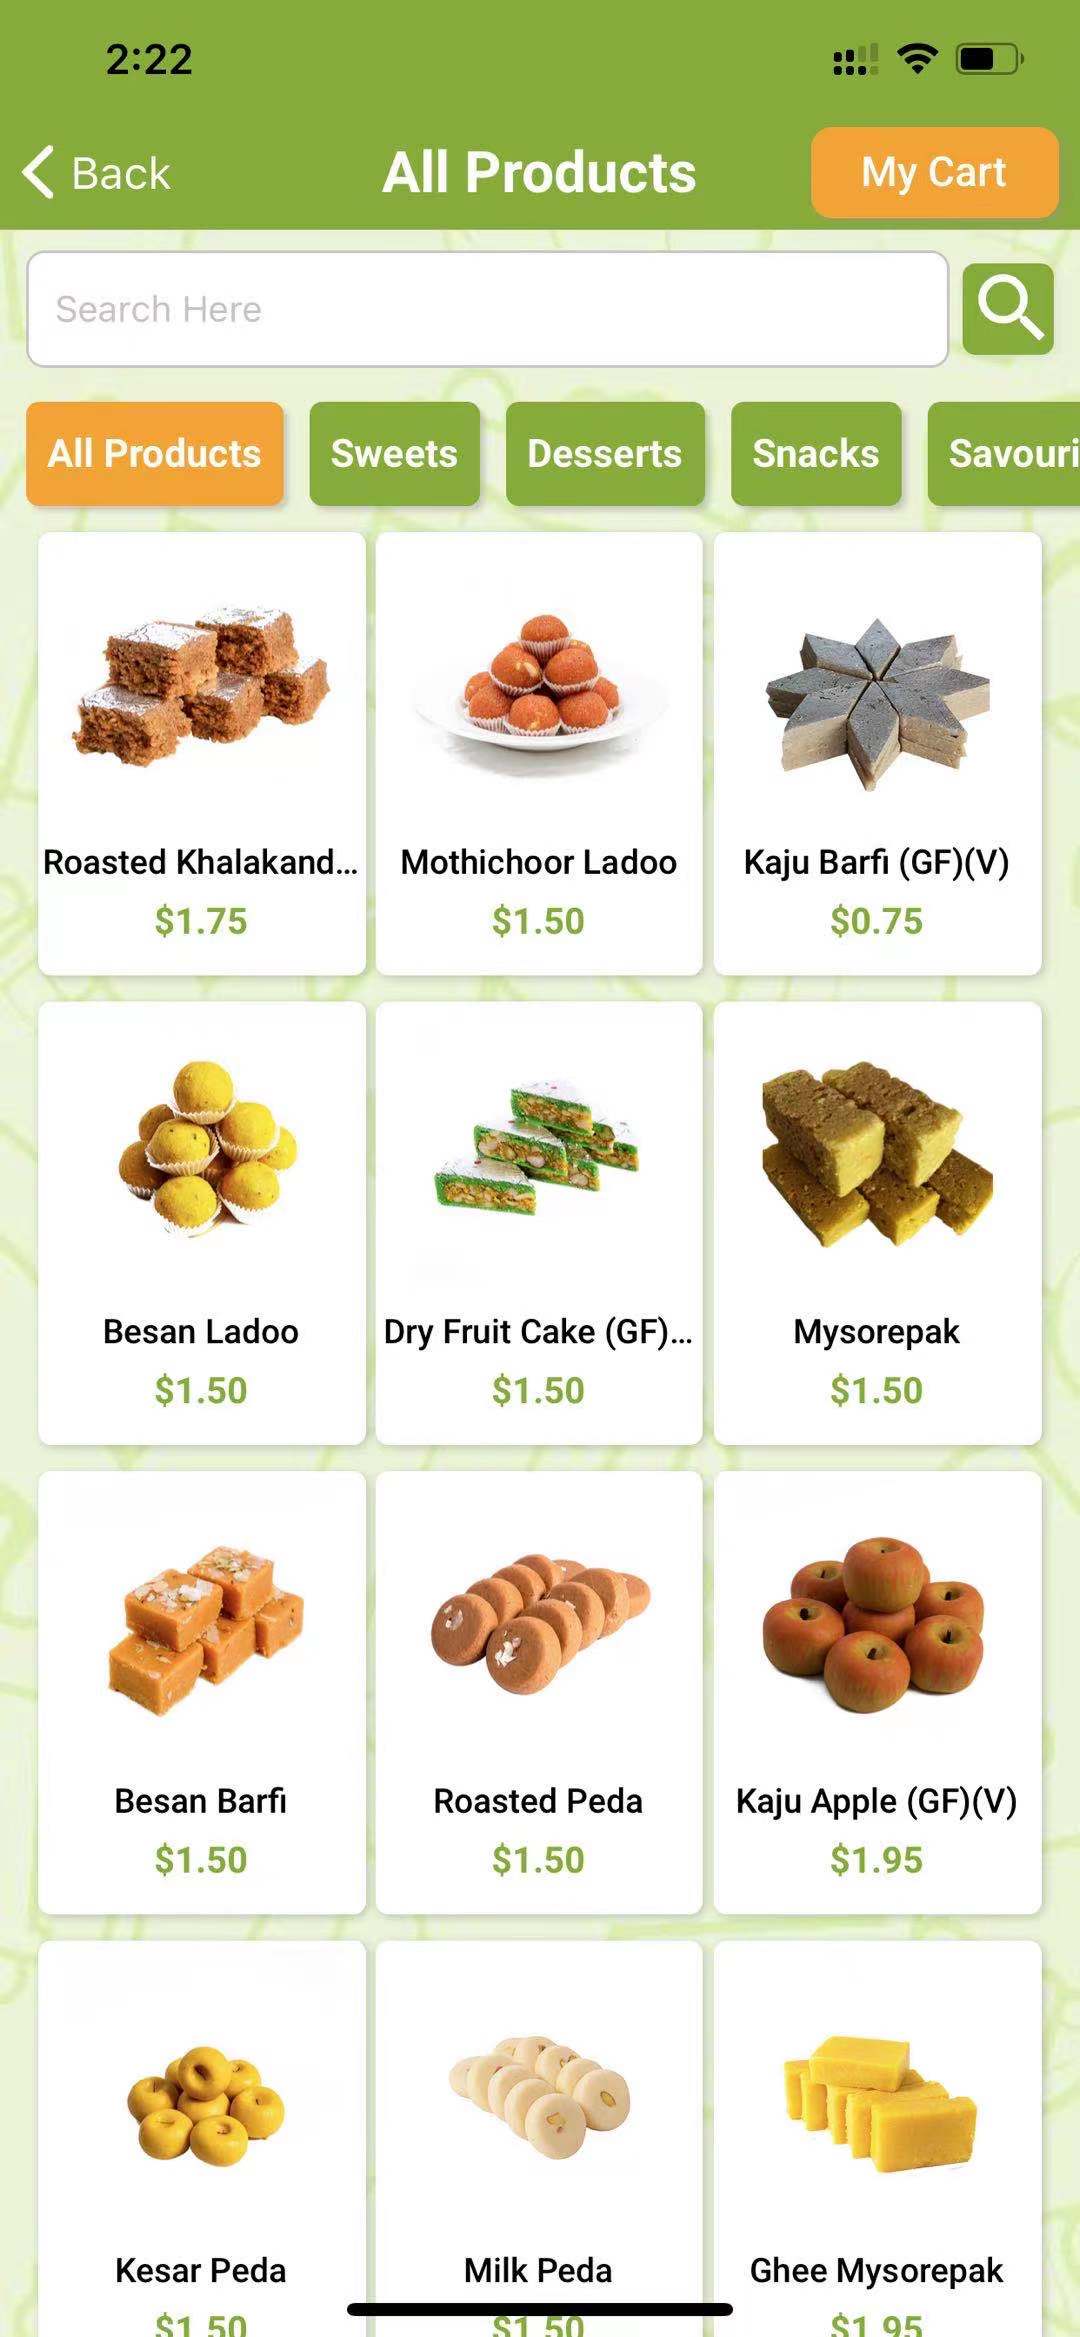 2:22
Back
All Products
My Cart
Search Here
All Products
Sweets
Desserts
Snacks
Savouri
Roasted Khalakand...
Mothichoor Ladoo
Kaju Barfi (GF)(V)
$1.75
$1.50
$0.75
Besan Ladoo
Dry Fruit Cake (GF)...
Mysorepak
$1.50
$1.50
$1.50
Besan Barfi
Roasted Peda
Kaju Apple (GF)(V)
$1.50
$1.50
$1.95
Kesar Peda
Milk Peda
Ghee Mysorepak
$1.50
$1.50
$1.95